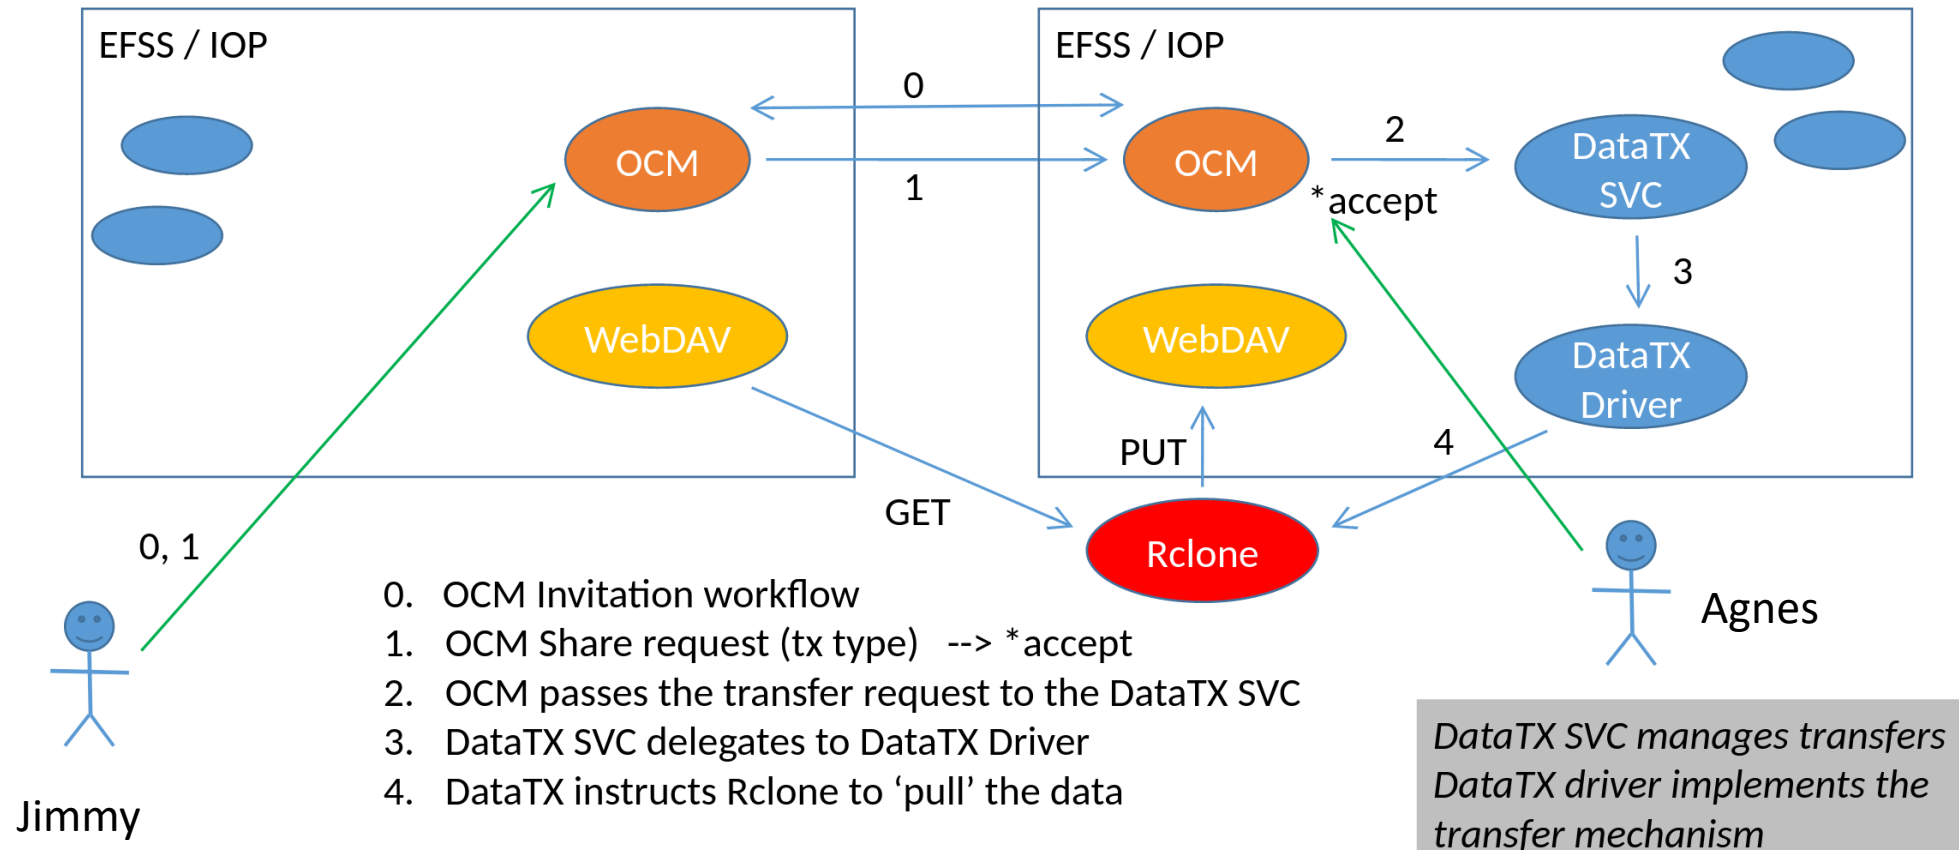 EFSS / IOP
EFSS / IOP
0
OCM
OCM
2
DataTX
SVC
1
*accept
3
WebDAV
WebDAV
DataTX
Driver
PUT
4
GET
Rclone
0, 1
0. OCM Invitation workflow
1. OCM Share request (tx type) --> *accept
2. OCM passes the transfer request to the DataTX SVC
3. DataTX SVC delegates to DataTX Driver
4. DataTX instructs Rclone to ‘pull’ the data
Agnes
Jimmy
DataTX SVC manages transfers
DataTX driver implements the
transfer mechanism